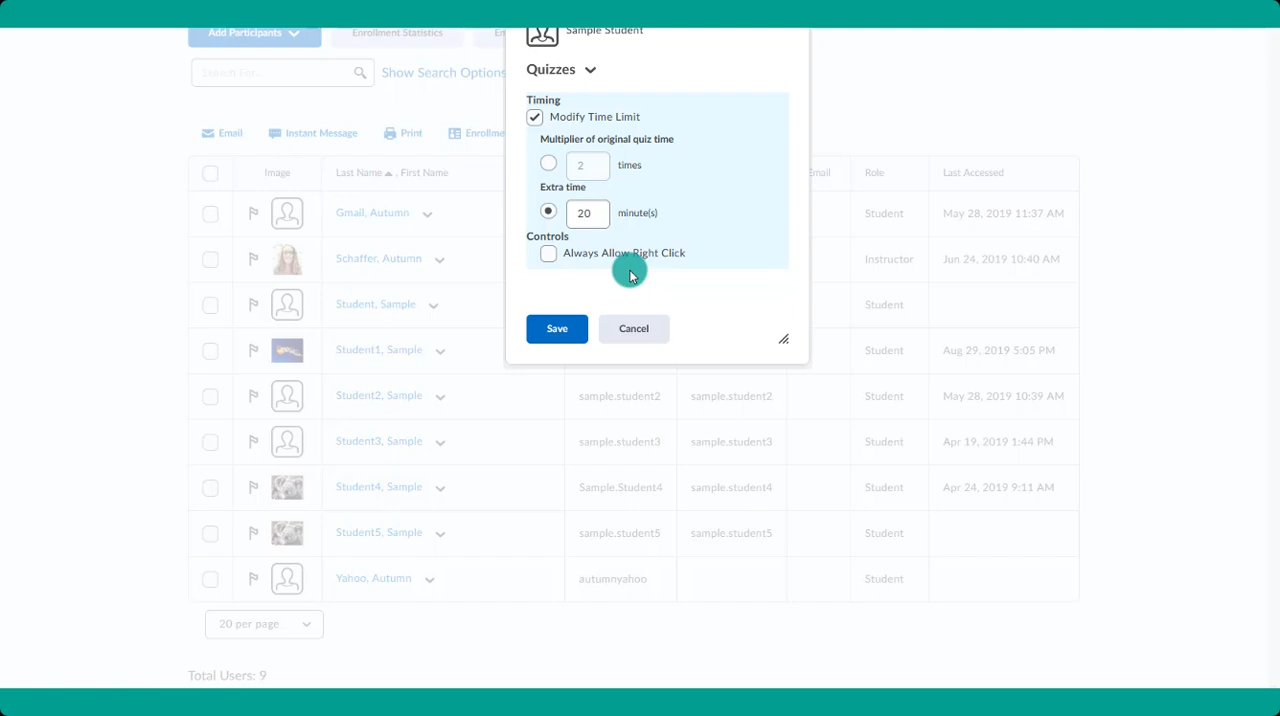 Add Participants
Enrollment Statistics
Sample Student
Search For...
Show Search Options
Quizzes
Timing
Modify Time Limit
Multiplier of original quiz time
2 times
Extra time
20 minute(s)
Controls
Always Allow Right Click
Save Cancel
Email Instant Message Print
Image Last Name , First Name Role Last Accessed
Gmail, Autumn Student May 28, 2019 11:37 AM
Schaffer, Autumn Instructor Jun 24, 2019 10:40 AM
Student, Sample Student
Student1, Sample Student Aug 29, 2019 5:05 PM
Student2, Sample sample.student2 sample.student2 Student May 28, 2019 10:39 AM
Student3, Sample sample.student3 sample.student3 Student Apr 19, 2019 1:44 PM
Student4, Sample Sample.Student4 sample.student4 Student Apr 24, 2019 9:11 AM
Student5, Sample sample.student5 sample.student5 Student
Yahoo, Autumn autumnyahoo Student
20 per page
Total Users: 9